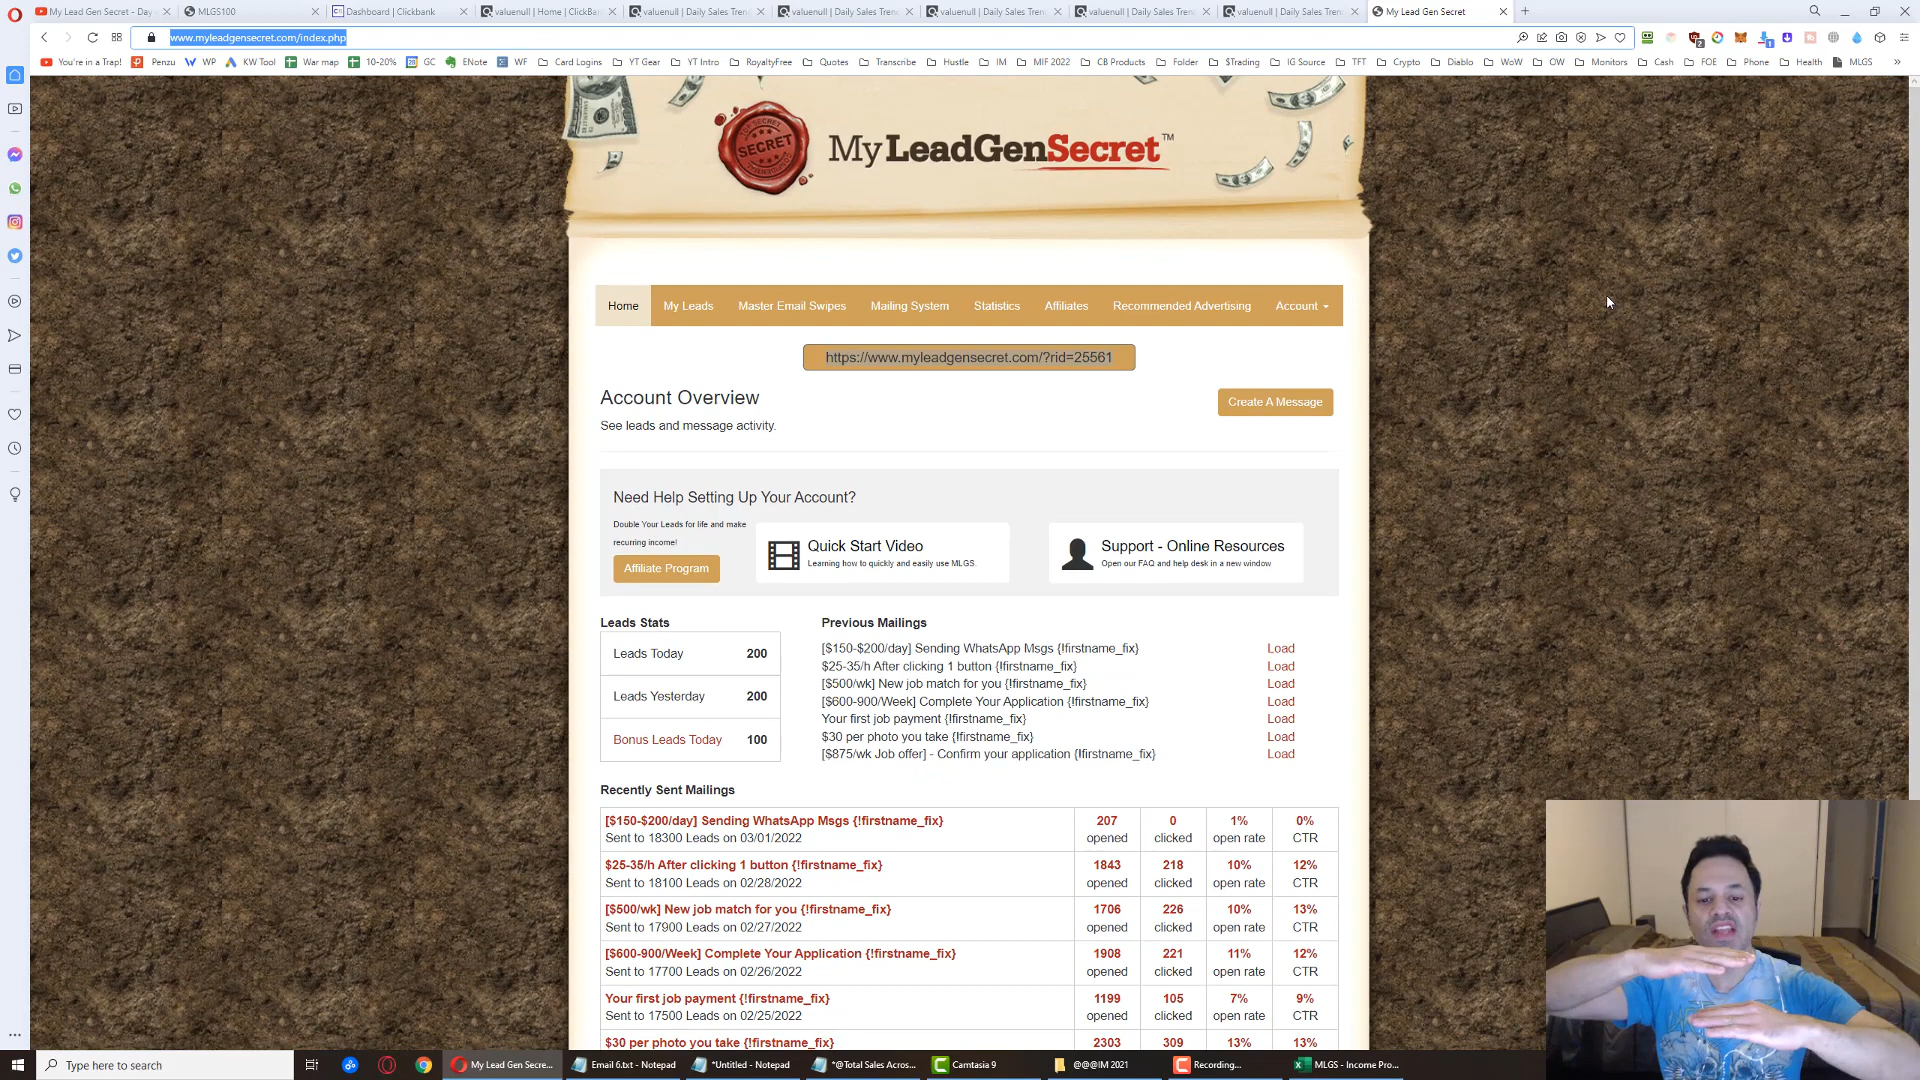 My Lead Gen Secret - Day
MLGS100
Dashboard | Clickbank
valuenull | Home | ClickBan
valuenull | Daily Sales Trend
valuenull | Daily Sales Trend
valuenull | Daily Sales Trend
valuenull | Daily Sales Trend
valuenull | Daily Sales Trend
My Lead Gen Secret
www.myleadgensecret.com/index.php
You're in a Trap!
Penzu
WP
KW Tool
War map
10-20%
GC
ENote
WF
Card Logins
YT Gear
YT Intro
RoyaltyFree
Quotes
Transcribe
Hustle
IM
MIF 2022
CB Products
Folder
$Trading
IG Source
TFT
Crypto
Diablo
WoW
OW
Monitors
Cash
FOE
Phone
Health
MLGS
SECRET
MyLeadGenSecret™
Home
My Leads
Master Email Swipes
Mailing System
Statistics
Affiliates
Recommended Advertising
Account
https://www.myleadgensecret.com/?rid=25561
Account Overview
Create A Message
See leads and message activity.
Need Help Setting Up Your Account?
Double Your Leads for life and make
recurring income!
Affiliate Program
Quick Start Video
Learning how to quickly and easily use MLGS.
Support - Online Resources
Open our FAQ and help desk in a new window
Leads Stats
Leads Today 200
Leads Yesterday 200
Bonus Leads Today 100
Previous Mailings
[$150-$200/day] Sending WhatsApp Msgs {!firstname_fix} Load
$25-35/h After clicking 1 button {!firstname_fix} Load
[$500/wk] New job match for you {!firstname_fix} Load
[$600-900/Week] Complete Your Application {!firstname_fix} Load
Your first job payment {!firstname_fix} Load
$30 per photo you take {!firstname_fix} Load
[$875/wk Job offer] - Confirm your application {!firstname_fix} Load
Recently Sent Mailings
[$150-$200/day] Sending WhatsApp Msgs {!firstname_fix} 207 0 1% 0%
Sent to 18300 Leads on 03/01/2022 opened clicked open rate CTR
$25-35/h After clicking 1 button {!firstname_fix} 1843 218 10% 12%
Sent to 18100 Leads on 02/28/2022 opened clicked open rate CTR
[$500/wk] New job match for you {!firstname_fix} 1706 226 10% 13%
Sent to 17900 Leads on 02/27/2022 opened clicked open rate CTR
[$600-900/Week] Complete Your Application {!firstname_fix} 1908 221 11% 12%
Sent to 17700 Leads on 02/26/2022 opened clicked open rate CTR
Your first job payment {!firstname_fix} 1199 105 7% 9%
Sent to 17500 Leads on 02/25/2022 opened clicked open rate CTR
$30 per photo you take {!firstname_fix} 2303 309 13% 13%
Type here to search
My Lead Gen Secre...
Email 6.txt - Notepad
*Untitled - Notepad
*@Total Sales Acros...
Camtasia 9
@@@IM 2021
Recording...
MLGS - Income Pro...